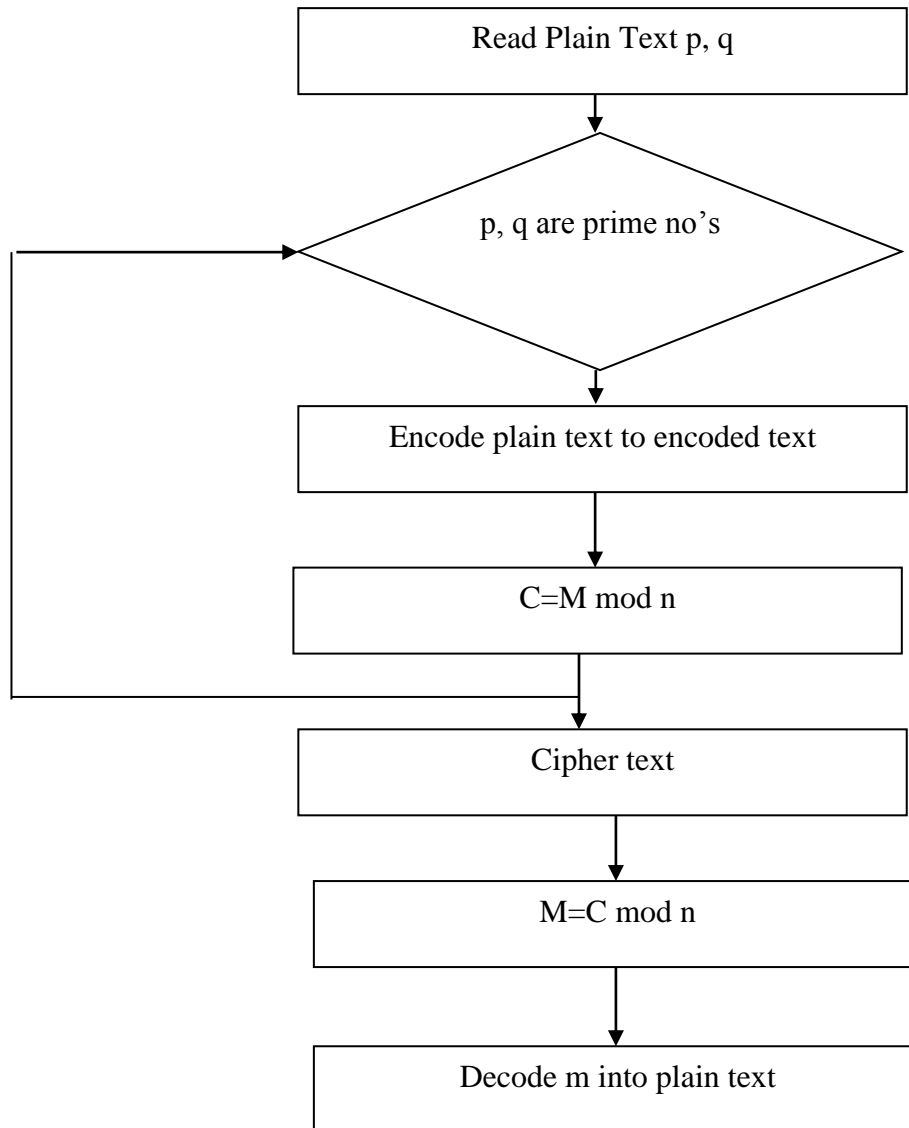 Read Plain Text p, q
p, q are prime no’s
Encode plain text to encoded text
C=M mod n
Cipher text
M=C mod n
Decode m into plain text